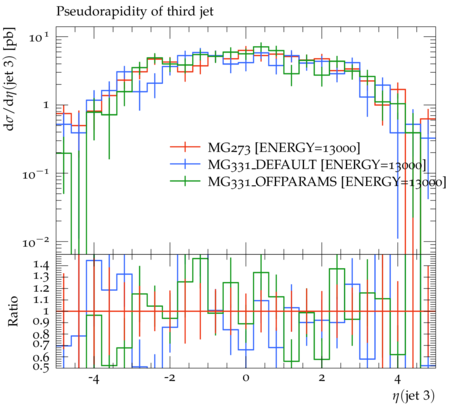 Pseudorapidity of third jet
dσ/dη(jet 3) [pb]
10¹
1
10⁻¹
10⁻²
MG273 [ENERGY=13000]
MG331_DEFAULT [ENERGY=13000]
MG331_OFFPARAMS [ENERGY=13000]
Ratio
1.4
1.3
1.2
1.1
1
0.9
0.8
0.7
0.6
0.5
-4 -2 0 2 4
η(jet 3)